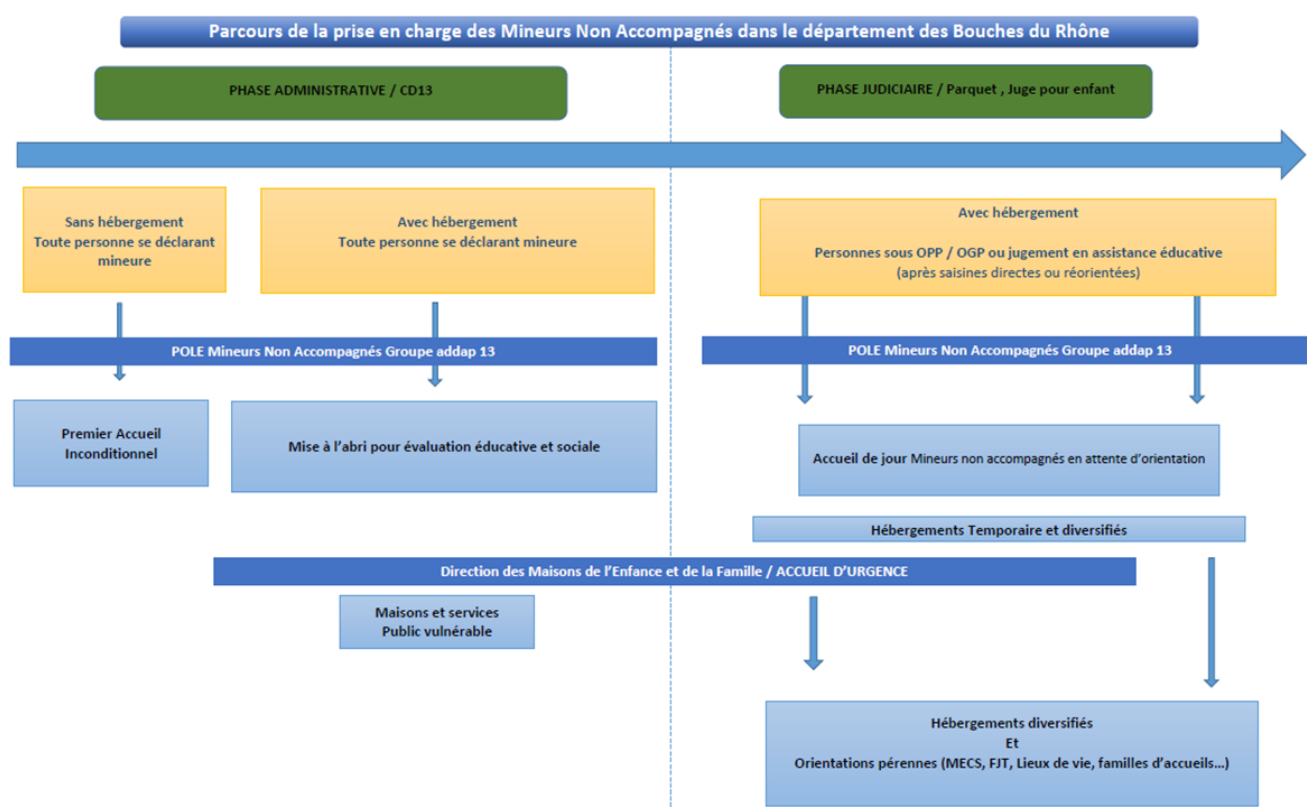 Parcours de la prise en charge des Mineurs Non Accompagnés dans le département des Bouches du Rhône
PHASE ADMINISTRATIVE / CD13
PHASE JUDICIAIRE / Parquet , Juge pour enfant
Sans hébergement
Toute personne se déclarant
mineure
Avec hébergement
Toute personne se déclarant mineure
Avec hébergement
Personnes sous OPP / OGP ou jugement en assistance éducative
(après saisines directes ou réorientées)
POLE Mineurs Non Accompagnés Groupe addap 13
POLE Mineurs Non Accompagnés Groupe addap 13
Premier Accueil
Inconditionnel
Mise à l’abri pour évaluation éducative et sociale
Accueil de jour Mineurs non accompagnés en attente d’orientation
Hébergements Temporaire et diversifiés
Direction des Maisons de l’Enfance et de la Famille / ACCUEIL D’URGENCE
Maisons et services
Public vulnérable
Hébergements diversifiés
Et
Orientations pérennes (MECS, FJT, Lieux de vie, familles d’accueils…)